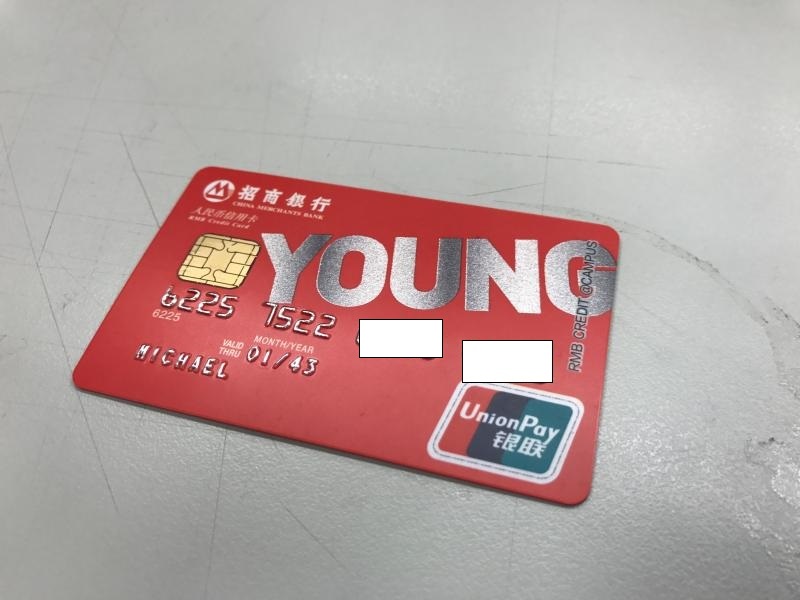 招商银行
CHINA MERCHANTS BANK
人民币信用卡
RMB Credit Card
YOUNG
RMB CREDIT @CAMPUS
6225 7522
6225
VALID THRU
MONTH/YEAR
01/43
MICHAEL
UnionPay
银联